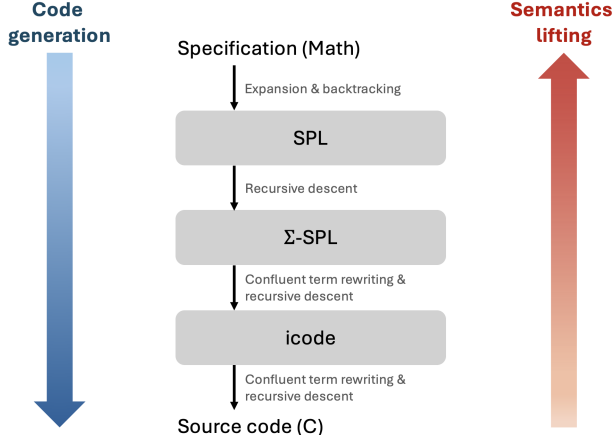 Code
generation
Semantics
lifting
Specification (Math)
Expansion & backtracking
SPL
Recursive descent
Σ-SPL
Confluent term rewriting &
recursive descent
icode
Confluent term rewriting &
recursive descent
Source code (C)